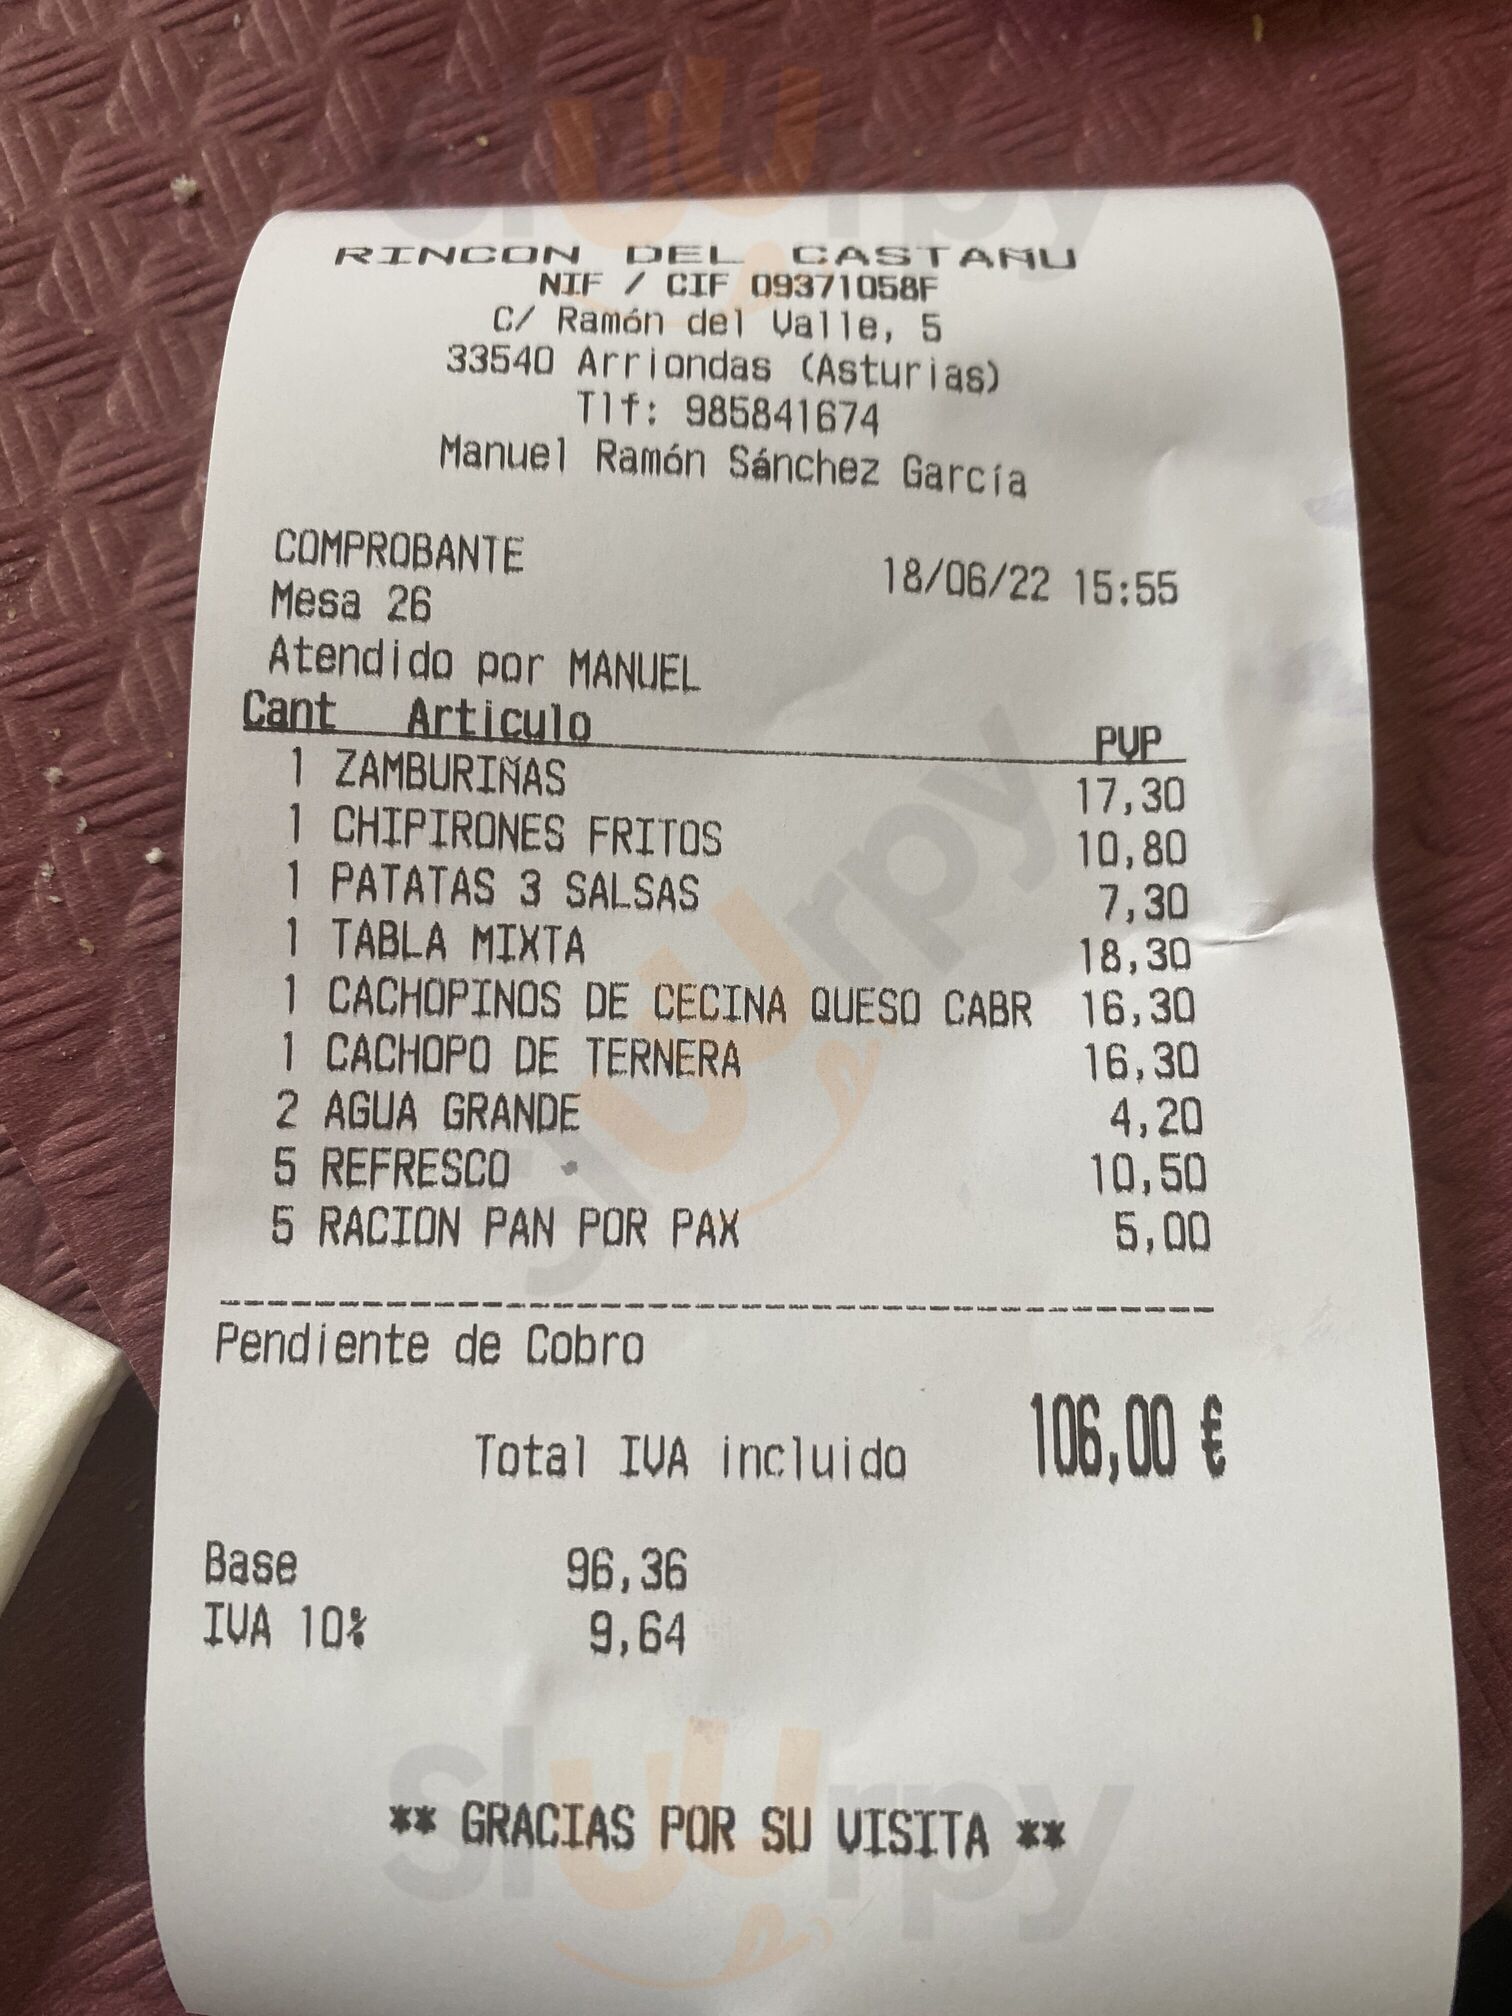 RINCON DEL CASTAÑU
NIF / CIF 09371058F
C/ Ramón del Valle, 5
33540 Arriondas (Asturias)
Tlf: 985841674
Manuel Ramón Sánchez García
COMPROBANTE 18/06/22 15:55
Mesa 26
Atendido por MANUEL
Cant Articulo PVP
1 ZAMBURIÑAS 17,30
1 CHIPIRONES FRITOS 10,80
1 PATATAS 3 SALSAS 7,30
1 TABLA MIXTA 18,30
1 CACHOPINOS DE CECINA QUESO CABR 16,30
1 CACHOPO DE TERNERA 16,30
2 AGUA GRANDE 4,20
5 REFRESCO 10,50
5 RACION PAN POR PAX 5,00
Pendiente de Cobro
Total IVA incluido 106,00 €
Base 96,36
IVA 10% 9,64
** GRACIAS POR SU VISITA **
sluurpy
sluurpy
sluurpy